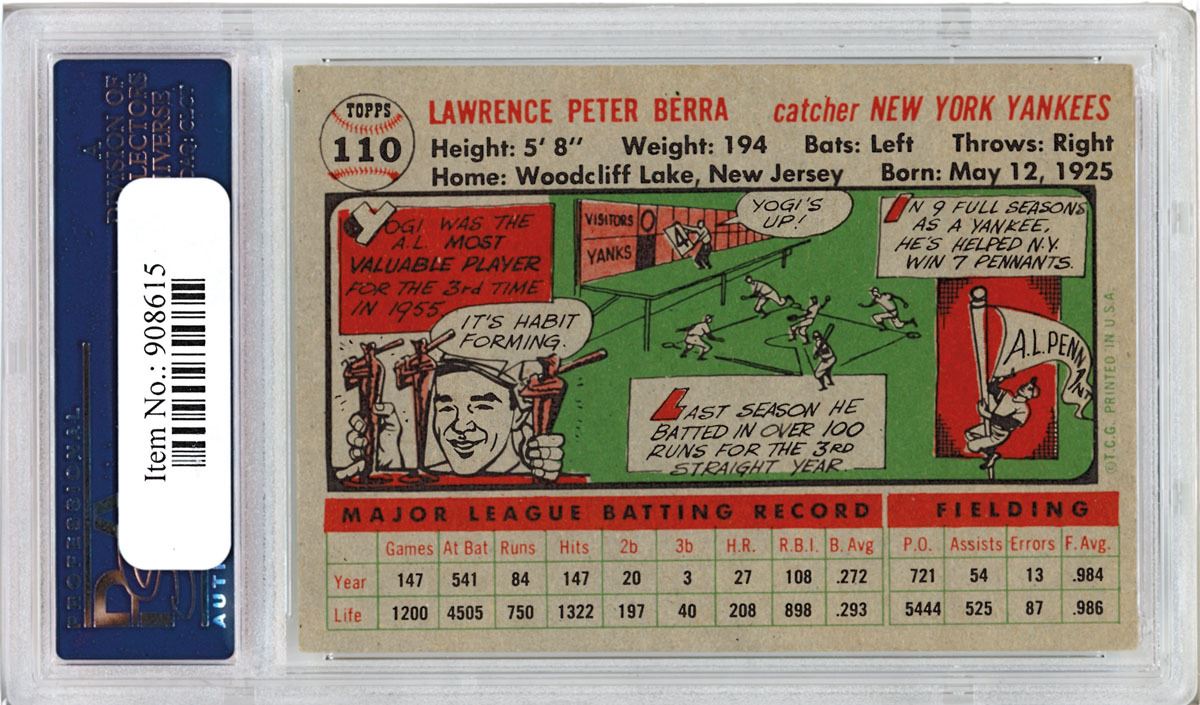 A
DIVISION OF
PROFESSIONAL
Item No.: 908615
TOPPS
110
LAWRENCE PETER BERRA catcher NEW YORK YANKEES
Height: 5' 8" Weight: 194 Bats: Left Throws: Right
Home: Woodcliff Lake, New Jersey Born: May 12, 1925
YOGI WAS THE
A.L. MOST
VALUABLE PLAYER
FOR THE 3rd TIME
IN 1955.
IT'S HABIT
FORMING.
VISITORS 0
YANKS
4
YOGI'S
UP!
LAST SEASON HE
BATTED IN OVER 100
RUNS FOR THE 3RD
STRAIGHT YEAR
IN 9 FULL SEASONS
AS A YANKEE,
HE'S HELPED N.Y.
WIN 7 PENNANTS.
A.L. PENNANT
©T.C.G. PRINTED IN U.S.A.
MAJOR LEAGUE BATTING RECORD FIELDING
Games At Bat Runs Hits 2b 3b H.R. R.B.I. B. Avg P.O. Assists Errors F. Avg.
Year 147 541 84 147 20 3 27 108 .272 721 54 13 .984
Life 1200 4505 750 1322 197 40 208 898 .293 5444 525 87 .986